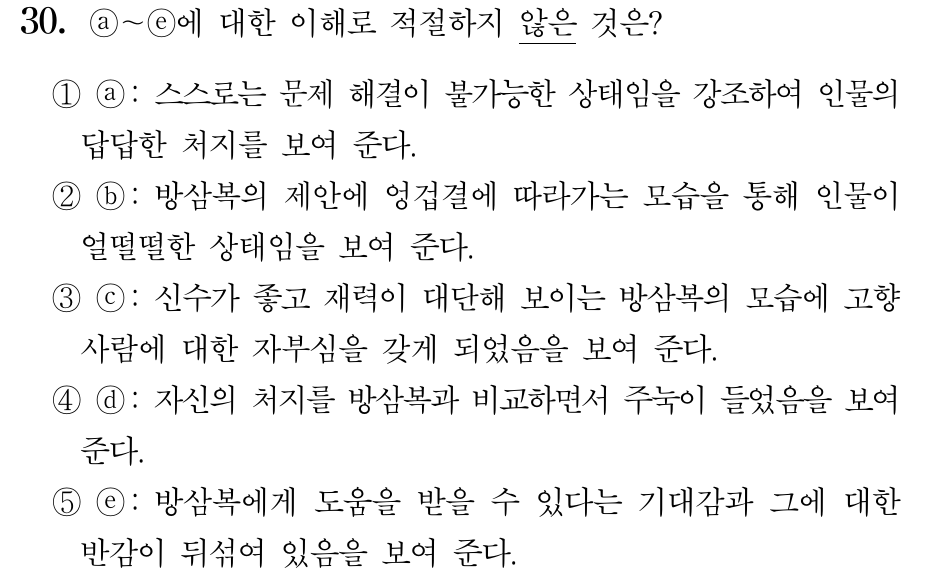 30. ⓐ~ⓔ에 대한 이해로 적절하지 않은 것은?
① ⓐ: 스스로는 문제 해결이 불가능한 상태임을 강조하여 인물의
답답한 처지를 보여 준다.
② ⓑ: 방삼복의 제안에 엉겁결에 따라가는 모습을 통해 인물이
얼떨떨한 상태임을 보여 준다.
③ ⓒ: 신수가 좋고 재력이 대단해 보이는 방삼복의 모습에 고향
사람에 대한 자부심을 갖게 되었음을 보여 준다.
④ ⓓ: 자신의 처지를 방삼복과 비교하면서 주눅이 들었음을 보여
준다.
⑤ ⓔ: 방삼복에게 도움을 받을 수 있다는 기대감과 그에 대한
반감이 뒤섞여 있음을 보여 준다.